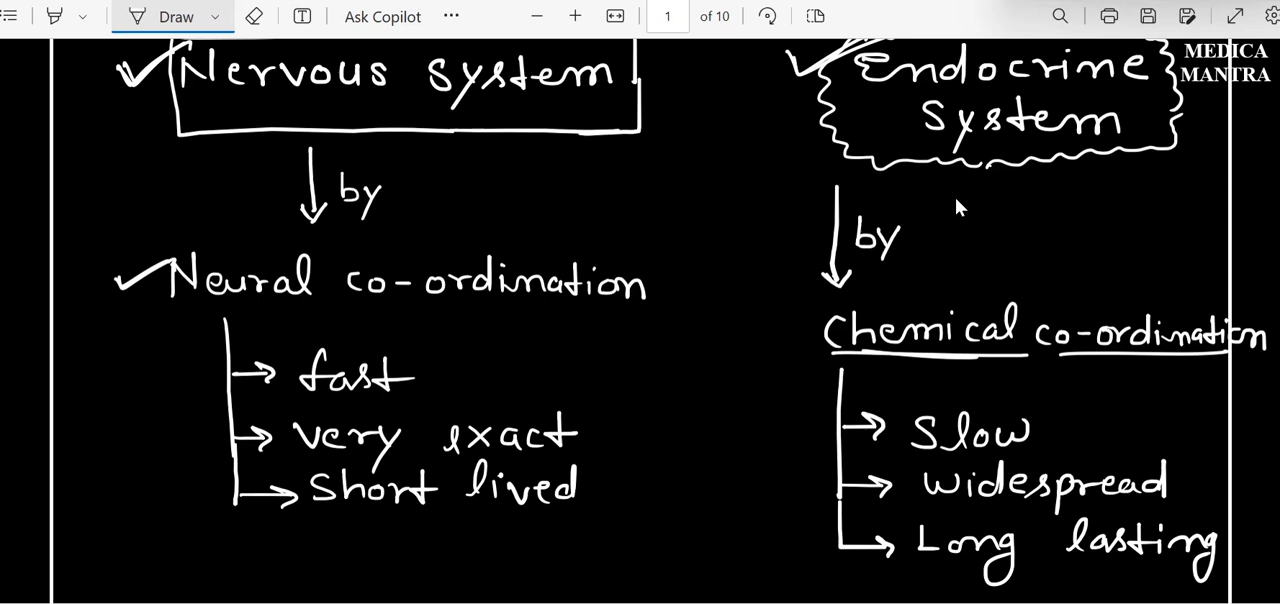 Draw
Ask Copilot
1
of 10
MEDICA
MANTRA
Nervous system
by
Neural co-ordination
fast
very exact
short lived
Endocrine
system
by
Chemical co-ordination
Slow
Widespread
Long lasting